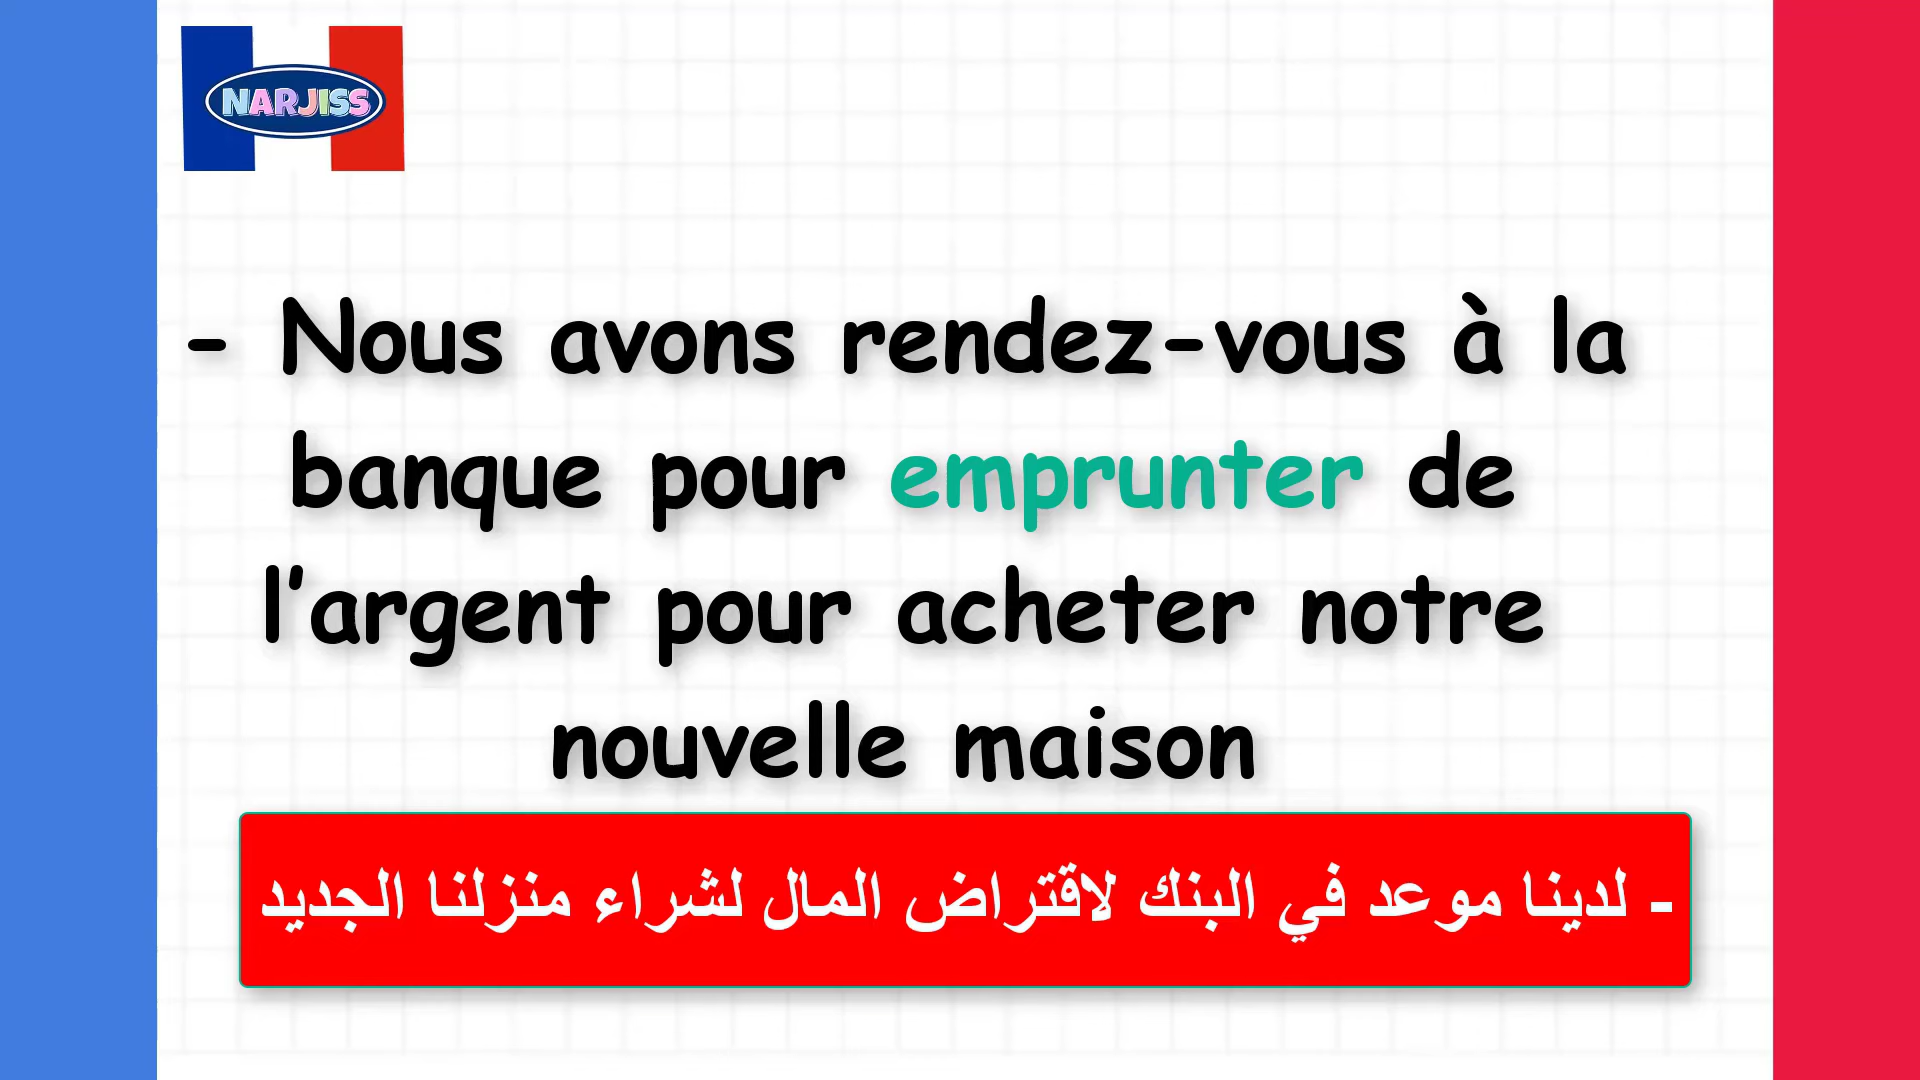 NARJISS
- Nous avons rendez-vous à la
banque pour emprunter de
l’argent pour acheter notre
nouvelle maison
- لدينا موعد في البنك لاقتراض المال لشراء منزلنا الجديد